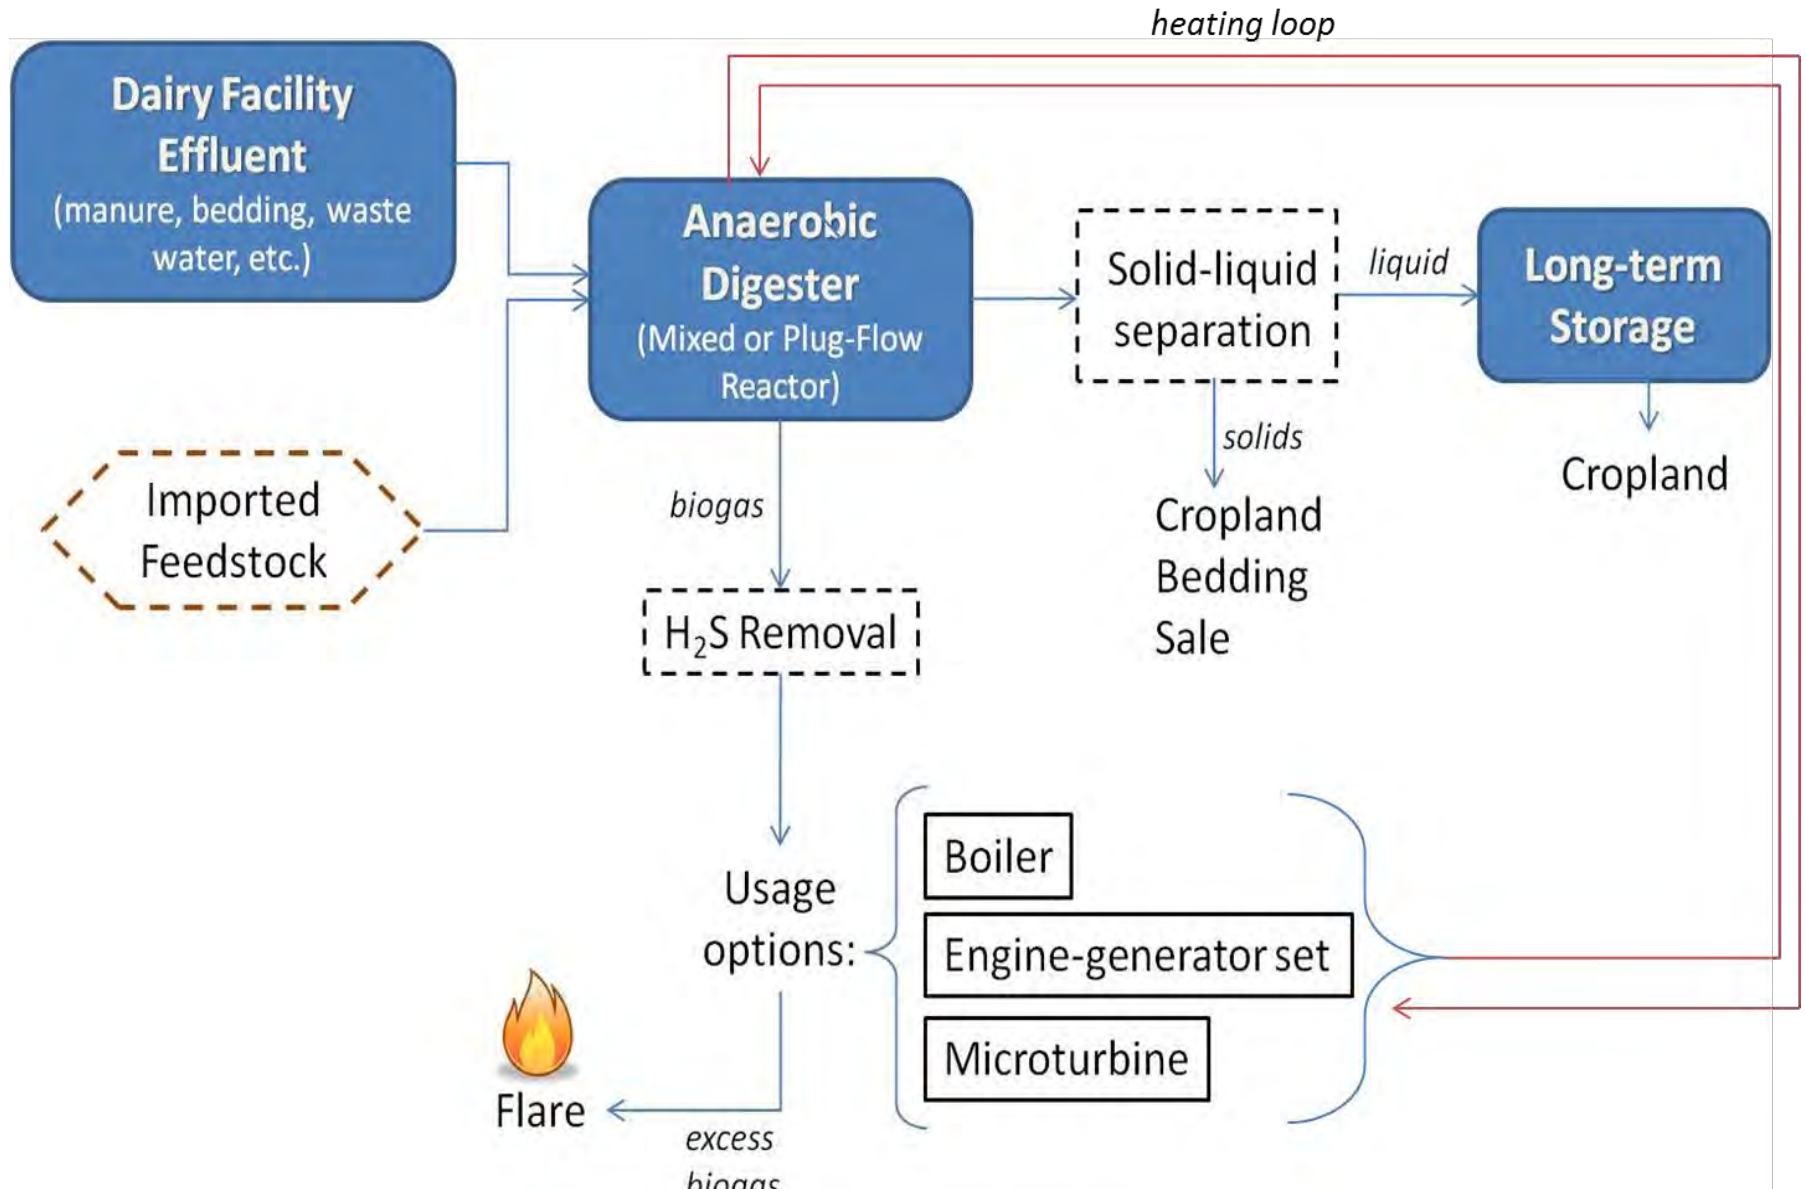 heating loop
Dairy Facility
Effluent
(manure, bedding, waste
water, etc.)
Anaerobic
Digester
(Mixed or Plug-Flow
Reactor)
Solid-liquid
separation
liquid
Long-term
Storage
solids
Cropland
Cropland
Bedding
Sale
Imported
Feedstock
biogas
H₂S Removal
Usage
options:
Boiler
Engine-generator set
Microturbine
Flare
excess
biogas